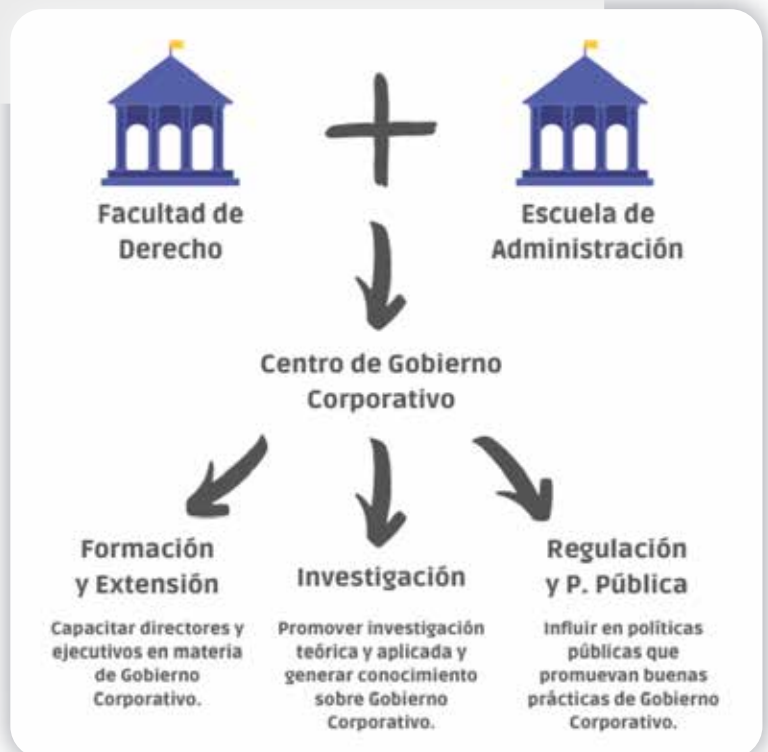 Facultad de
Derecho
Escuela de
Administración
Centro de Gobierno
Corporativo
Formación
y Extensión
Capacitar directores y
ejecutivos en materia
de Gobierno
Corporativo.
Investigación
Promover investigación
teórica y aplicada y
generar conocimiento
sobre Gobierno
Corporativo.
Regulación
y P. Pública
Influir en políticas
públicas que
promuevan buenas
prácticas de Gobierno
Corporativo.